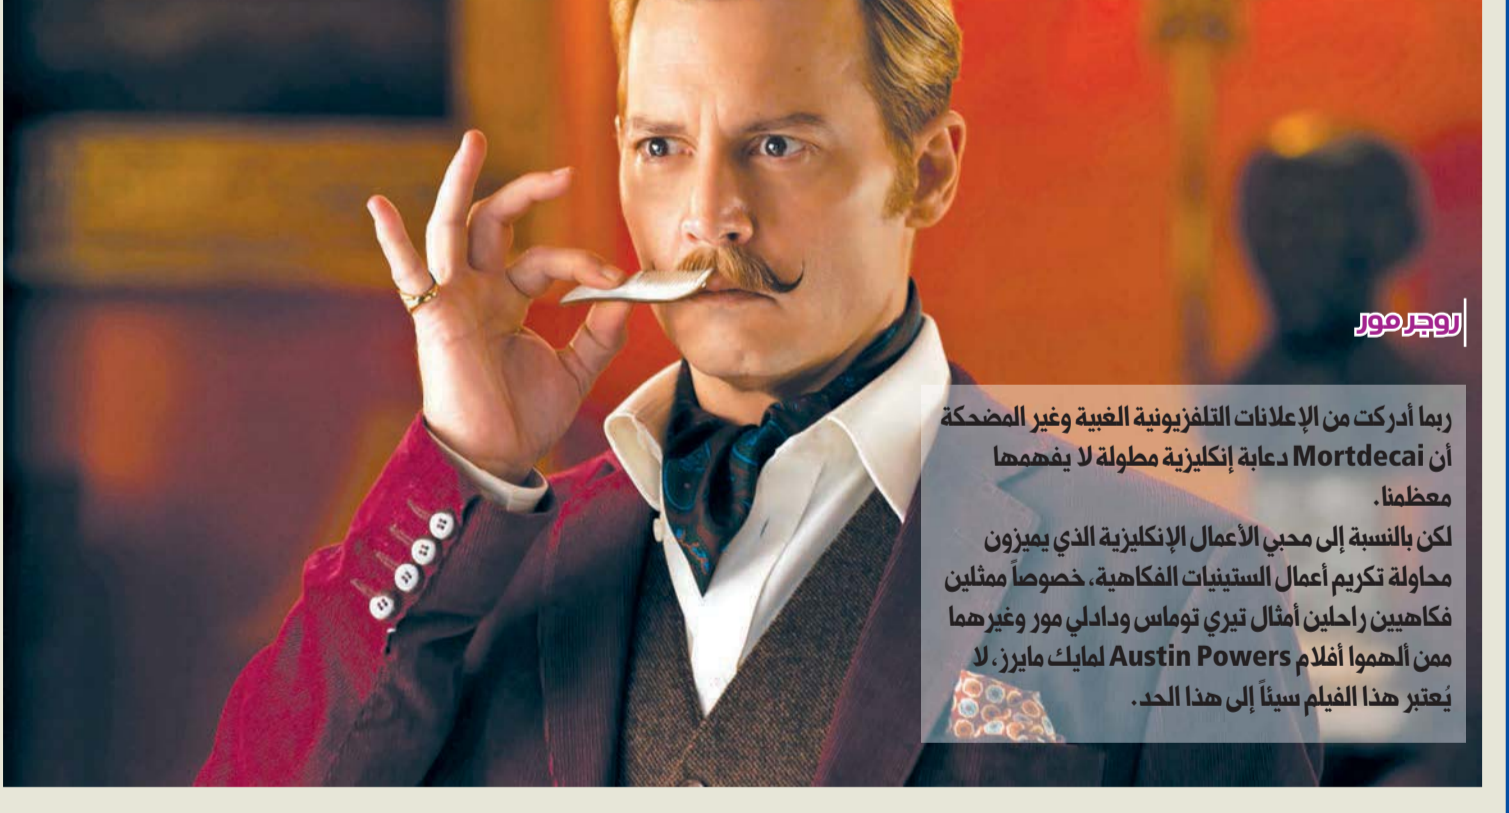 روجر مور
ربما أدركت من الإعلانات التلفزيونية الغبية وغير المضحكة
أن Mortdecai دعابة إنكليزية مطولة لا يفهمها
معظمنا.
لكن بالنسبة إلى محبي الأعمال الإنكليزية الذي يميزون
محاولة تكريم أعمال الستينيات الفكاهية، خصوصاً ممثلين
فكاهيين راحلين أمثال تيري توماس ودادلي مور وغيرهما
ممن ألهموا أفلام Austin Powers لمايك مايرز، لا
يُعتبر هذا الفيلم سيئاً إلى هذا الحد.